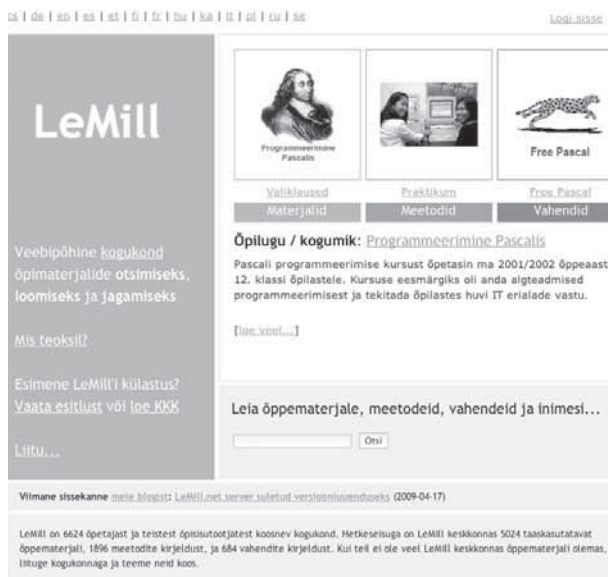 cs | de | en | es | et | fi | fr | hu | ka | lt | pl | ru | se
Logi sisse
LeMill
Programmeerimine
Pascalis
Free Pascal
Valiklaused
Praktikum
Free Pascal
Materjalid
Meetodid
Vahendid
Veebipõhine kogukond
õpimaterjalide otsimiseks,
loomiseks ja jagamiseks
Mis teoksil?
Esimene LeMill'i külastus?
Vaata esitlust või loe KKK
Liitu...
Õpilugu / kogumik: Programmeerimine Pascalis
Pascali programmeerimise kursust õpetasin ma 2001/2002 õppeaast
12. klassi õpilastele. Kursuse eesmärgiks oli anda algteadmised
programmeerimisest ja tekitada õpilastes huvi IT erialade vastu.
[loe veel...]
Leia õppematerjale, meetodeid, vahendeid ja inimesi...
Otsi
Viimane sissekanne meie blogist: LeMill.net server suletud versiooniuuenduseks (2009-04-17)
LeMill on 6624 õpetajast ja teistest õpisisutootjatest koosnev kogukond. Hetkeseisuga on LeMilli keskkonnas 5024 taaskasutatavat
õppematerjali, 1896 meetodite kirjeldust, ja 684 vahendite kirjeldust. Kui teil ei ole veel LeMilli keskkonnas õppematerjali olemas,
liituge kogukonnaga ja teeme neid koos.